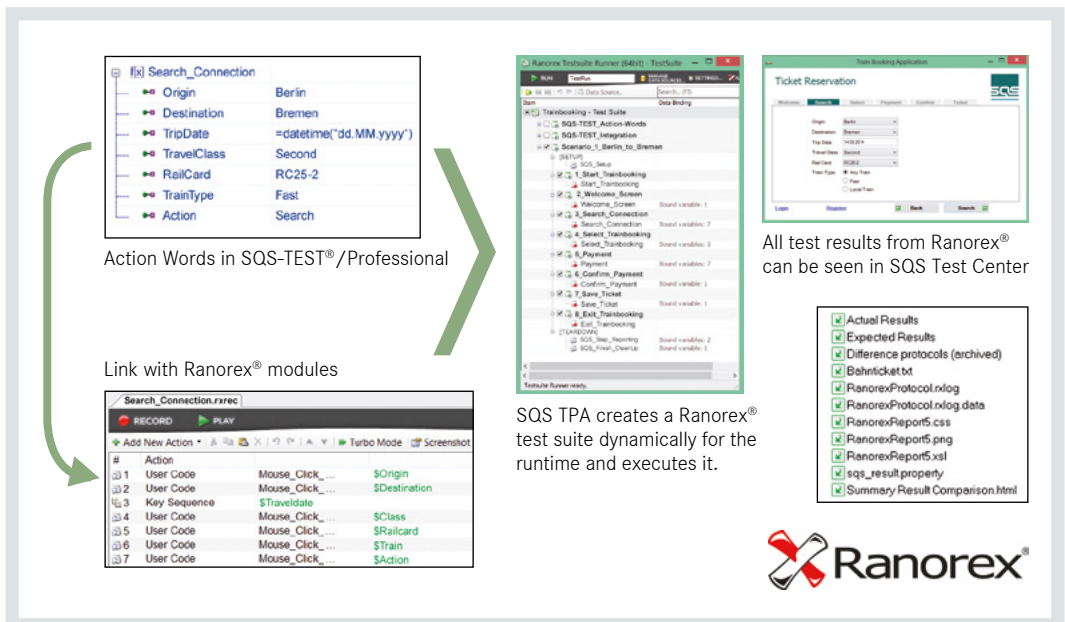 f(x) Search_Connection
Origin Berlin
Destination Bremen
TripDate =datetime("dd.MM.yyyy")
TravelClass Second
RailCard RC25-2
TrainType Fast
Action Search
Action Words in SQS-TEST®/Professional
Link with Ranorex® modules
Search_Connection.rxrec
RECORD PLAY
Add New Action Turbo Mode Screenshot
# Action
1 User Code Mouse_Click_... $Origin
2 User Code Mouse_Click_... $Destination
3 Key Sequence $Traveldate
4 User Code Mouse_Click_... $Class
5 User Code Mouse_Click_... $Railcard
6 User Code Mouse_Click_... $Train
7 User Code Mouse_Click_... $Action
Ranorex Testsuite Runner (64bit) - TestSuite
RUN TestRun MANAGE DATA SOURCES... SETTINGS...
Data Source... Search...
Item Data Binding
Trainbooking - Test Suite
SQS-TEST_Action-Words
SQS-TEST_Integration
Scenario_1_Berlin_to_Bremen
[SETUP]
SQS_Setup
1_Start_Trainbooking
Start_Trainbooking
2_Welcome_Screen
Welcome_Screen Bound variable: 1
3_Search_Connection
Search_Connection Bound variables: 7
4_Select_Trainbooking
Select_Trainbooking Bound variables: 3
5_Payment
Payment Bound variables: 7
6_Confirm_Payment
Confirm_Payment Bound variable: 1
7_Save_Ticket
Save_Ticket Bound variable: 1
8_Exit_Trainbooking
Exit_Trainbooking
[TEARDOWN]
SQS_Step_Reporting Bound variables: 2
SQS_Finish_CleanUp Bound variable: 1
Testsuite Runner ready.
SQS TPA creates a Ranorex®
test suite dynamically for the
runtime and executes it.
Train Booking Application
Ticket Reservation
SQS
Welcome Search Select Payment Confirm Ticket
Origin Berlin
Destination Bremen
Trip Date
Travel Class Second
Rail Card RC25-2
Train Type Any Train
Fast
Local Train
Login Register Back Search
All test results from Ranorex®
can be seen in SQS Test Center
Actual Results
Expected Results
Difference protocols (archived)
Bahnticket.txt
RanorexProtocol.rxlog
RanorexProtocol.rxlog.data
RanorexReport5.css
RanorexReport5.png
RanorexReport5.xsl
sqs_result.property
Summary Result Comparison.html
Ranorex®